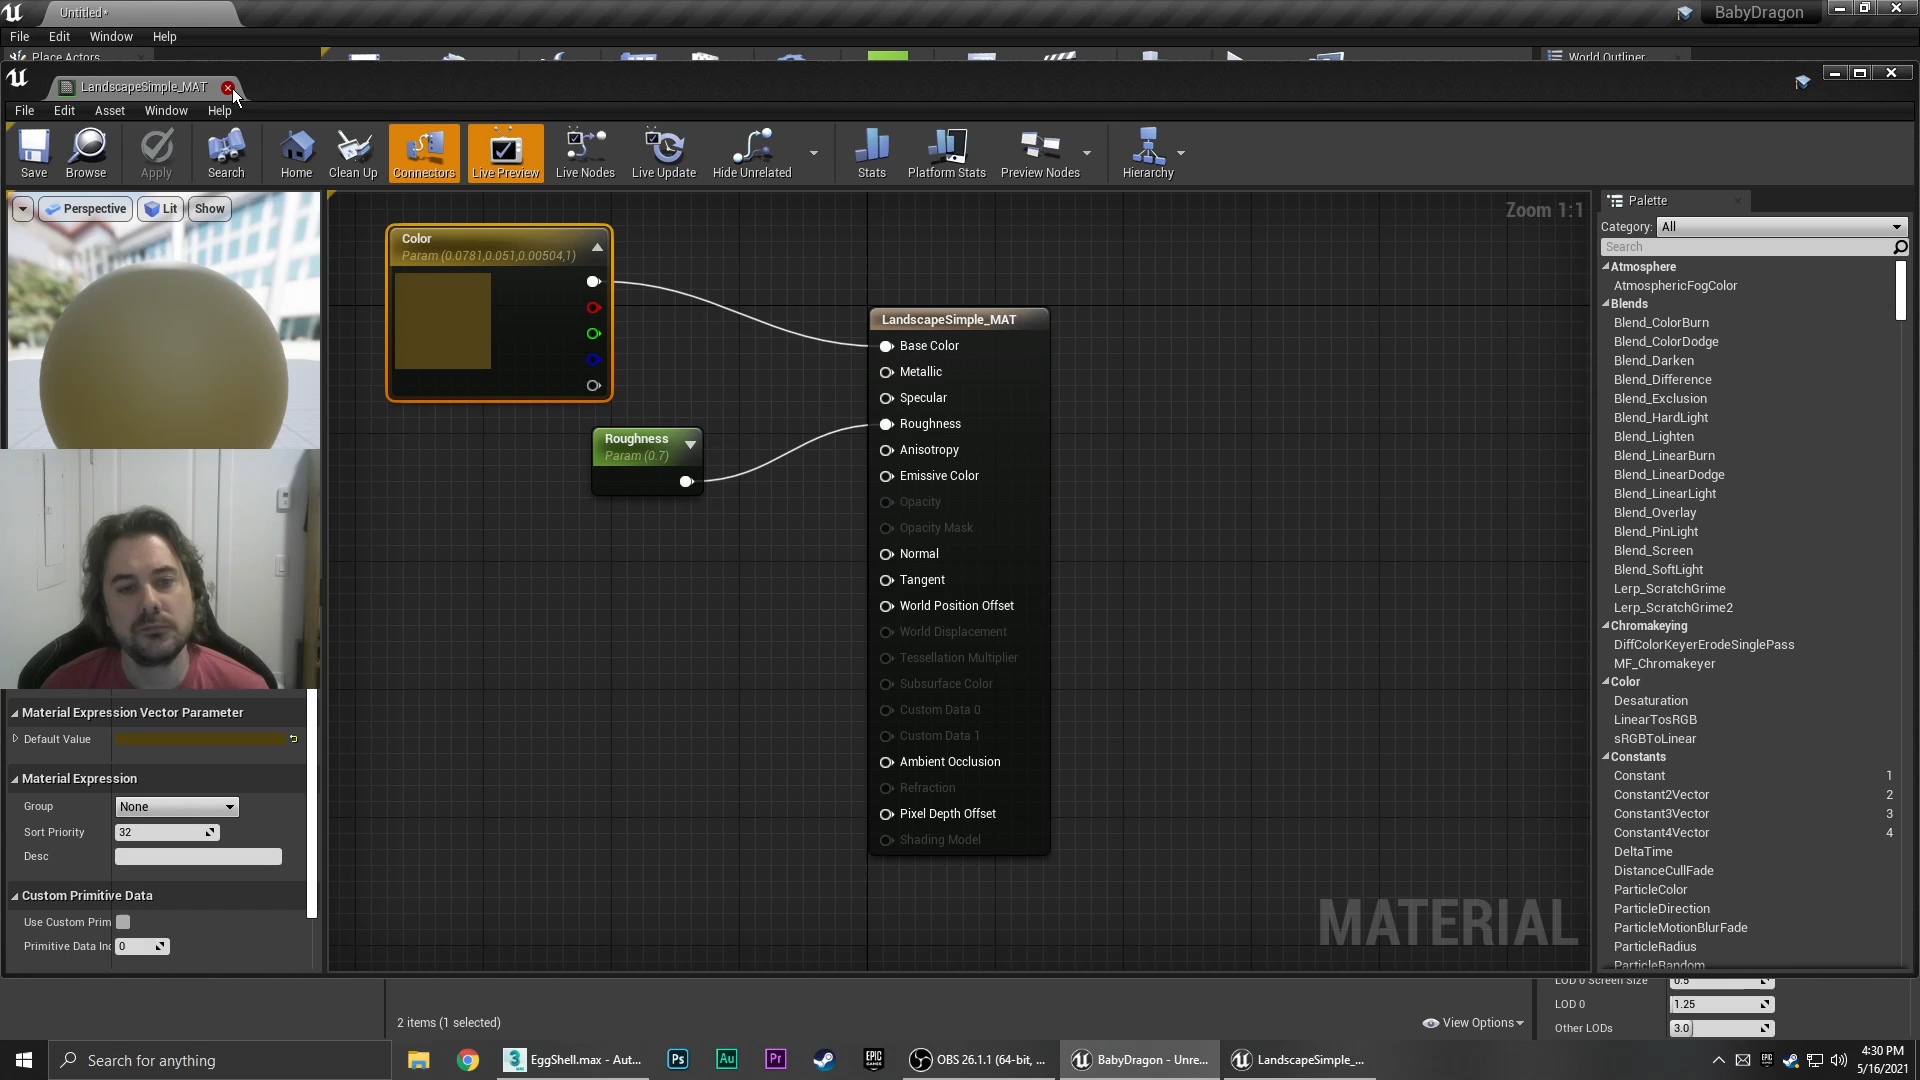 Untitled*
BabyDragon
File Edit Window Help
Place Actors
World Outliner
LandscapeSimple_MAT
File Edit Asset Window Help
Save Browse Apply Search Home Clean Up Connectors Live Preview Live Nodes Live Update Hide Unrelated Stats Platform Stats Preview Nodes Hierarchy
Perspective Lit Show
Zoom 1:1
Palette
Category: All
Search
Atmosphere
AtmosphericFogColor
Blends
Blend_ColorBurn
Blend_ColorDodge
Blend_Darken
Blend_Difference
Blend_Exclusion
Blend_HardLight
Blend_Lighten
Blend_LinearBurn
Blend_LinearDodge
Blend_LinearLight
Blend_Overlay
Blend_PinLight
Blend_Screen
Blend_SoftLight
Lerp_ScratchGrime
Lerp_ScratchGrime2
Chromakeying
DiffColorKeyerErodeSinglePass
MF_Chromakeyer
Color
Desaturation
LinearTosRGB
sRGBToLinear
Constants
Constant 1
Constant2Vector 2
Constant3Vector 3
Constant4Vector 4
DeltaTime
DistanceCullFade
ParticleColor
ParticleDirection
ParticleMotionBlurFade
ParticleRadius
ParticleRandom
Color
Param (0.0781,0.051,0.00504,1)
Roughness
Param (0.7)
LandscapeSimple_MAT
Base Color
Metallic
Specular
Roughness
Anisotropy
Emissive Color
Opacity
Opacity Mask
Normal
Tangent
World Position Offset
World Displacement
Tessellation Multiplier
Subsurface Color
Custom Data 0
Custom Data 1
Ambient Occlusion
Refraction
Pixel Depth Offset
Shading Model
MATERIAL
Material Expression Vector Parameter
Default Value
Material Expression
Group None
Sort Priority 32
Desc
Custom Primitive Data
Use Custom Prim
Primitive Data Inc 0
2 items (1 selected)
View Options
LOD 0 Screen Size 0.5
LOD 0 1.25
Other LODs 3.0
Search for anything
3 EggShell.max - Aut...
Ps Au Pr
EPIC GAMES
OBS 26.1.1 (64-bit, ...
BabyDragon - Unre...
LandscapeSimple_...
4:30 PM
5/16/2021